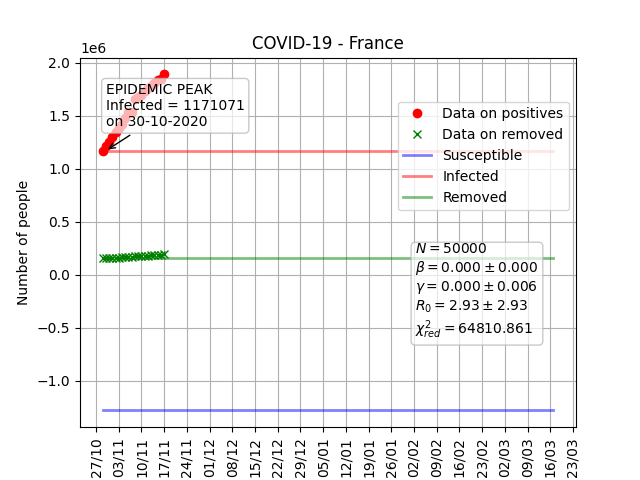 COVID-19 - France
1e6
2.0
1.5
1.0
0.5
0.0
−0.5
−1.0
Number of people
EPIDEMIC PEAK
Infected = 1171071
on 30-10-2020
Data on positives
Data on removed
Susceptible
Infected
Removed
N = 50000
β = 0.000 ± 0.000
γ = 0.000 ± 0.006
R₀ = 2.93 ± 2.93
χ²red = 64810.861
27/10
03/11
10/11
17/11
24/11
01/12
08/12
15/12
22/12
29/12
05/01
12/01
19/01
26/01
02/02
09/02
16/02
23/02
02/03
09/03
16/03
23/03